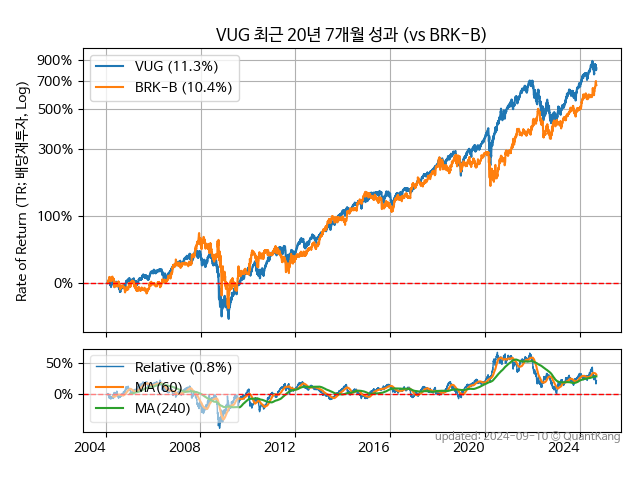 VUG 최근 20년 7개월 성과 (vs BRK-B)
Rate of Return (TR: 배당재투자, Log)
900%
700%
500%
300%
100%
0%
VUG (11.3%)
BRK-B (10.4%)
50%
0%
Relative (0.8%)
MA(60)
MA(240)
2004
2008
2012
2016
2020
2024
updated: 2024-09-10 © QuantKang